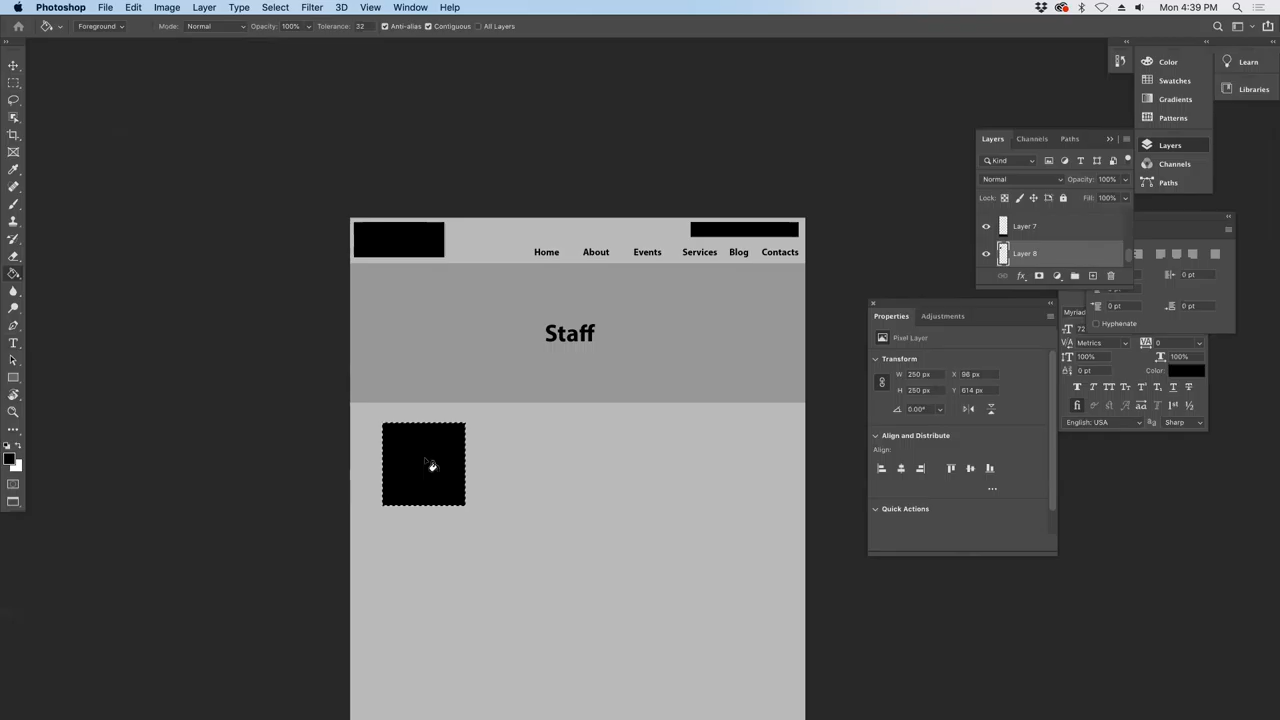 Photoshop File Edit Image Layer Type Select Filter 3D View Window Help Mon 4:39 PM
Foreground Mode: Normal Opacity: 100% Tolerance: 32 Anti-alias Contiguous All Layers
Color
Swatches
Gradients
Patterns
Layers
Channels
Paths
Learn
Libraries
Layers Channels Paths
Kind
Normal Opacity: 100%
Lock: Fill: 100%
Layer 7
Layer 8
0 pt
0 pt 0 pt
Hyphenate
Myriad
72
Metrics 0
100% 100%
0 pt Color:
English: USA Sharp
Properties Adjustments
Pixel Layer
Transform
W 250 px X 98 px
H 250 px Y 614 px
0.00°
Align and Distribute
Align:
Quick Actions
Home About Events Services Blog Contacts
Staff